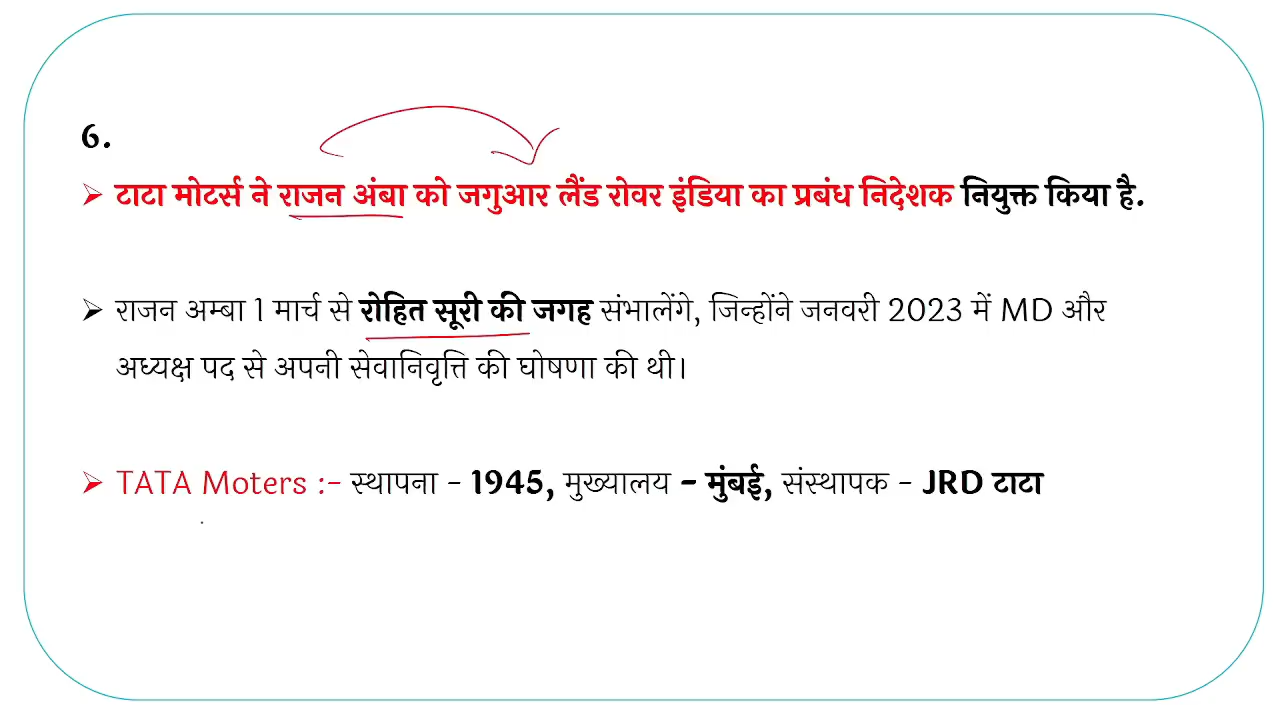 6.
➢ टाटा मोटर्स ने राजन अंबा को जगुआर लैंड रोवर इंडिया का प्रबंध निदेशक नियुक्त किया है.
➢ राजन अम्बा 1 मार्च से रोहित सूरी की जगह संभालेंगे, जिन्होंने जनवरी 2023 में MD और
अध्यक्ष पद से अपनी सेवानिवृत्ति की घोषणा की थी।
➢ TATA Moters :- स्थापना - 1945, मुख्यालय - मुंबई, संस्थापक - JRD टाटा